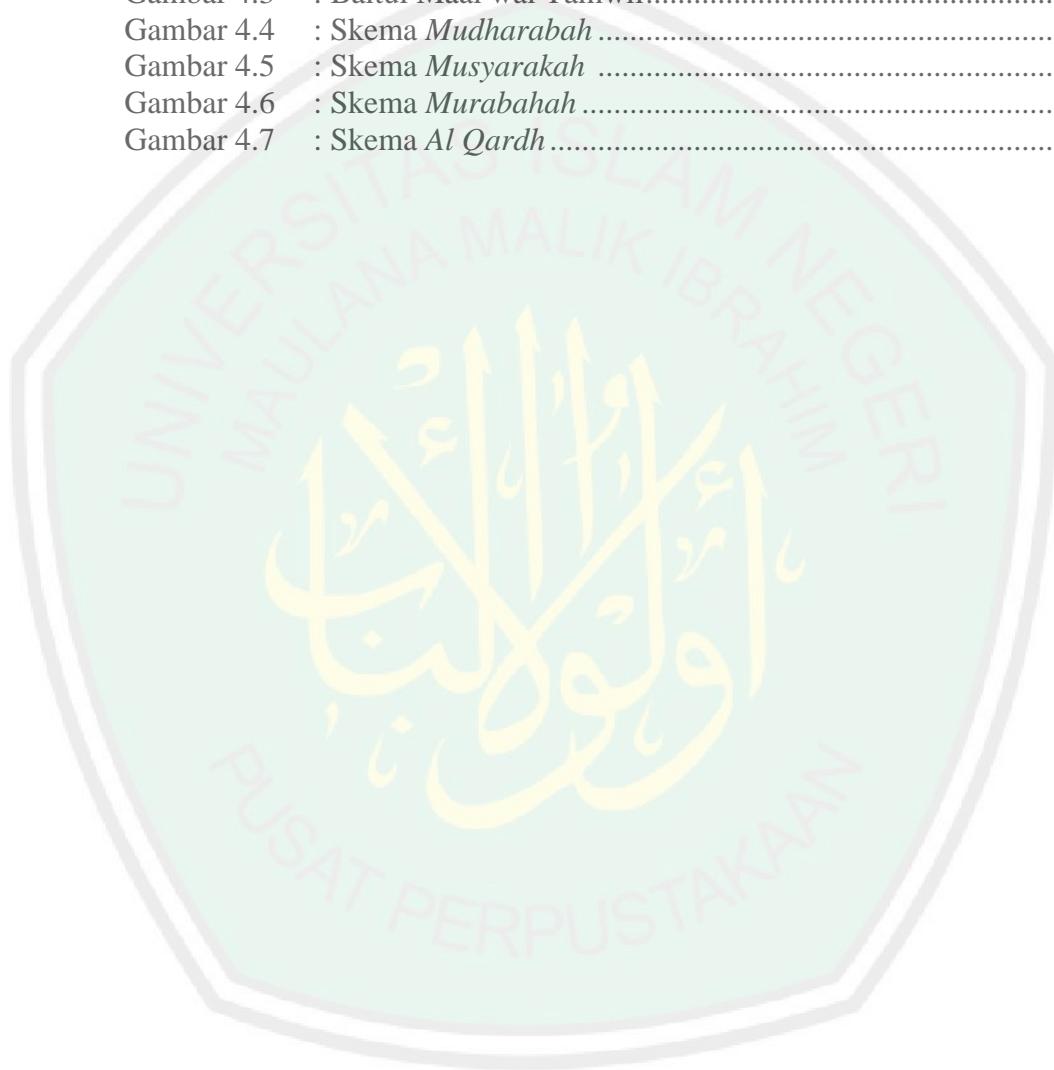 Gambar 4.4 : Skema Mudharabah ................................................................
Gambar 4.5 : Skema Musyarakah ................................................................
Gambar 4.6 : Skema Murabahah ................................................................
Gambar 4.7 : Skema Al Qardh ................................................................
UNIVERSITAS ISLAM NEGERI
MAULANA MALIK IBRAHIM
أولوا الألباب
PUSAT PERPUSTAKAAN